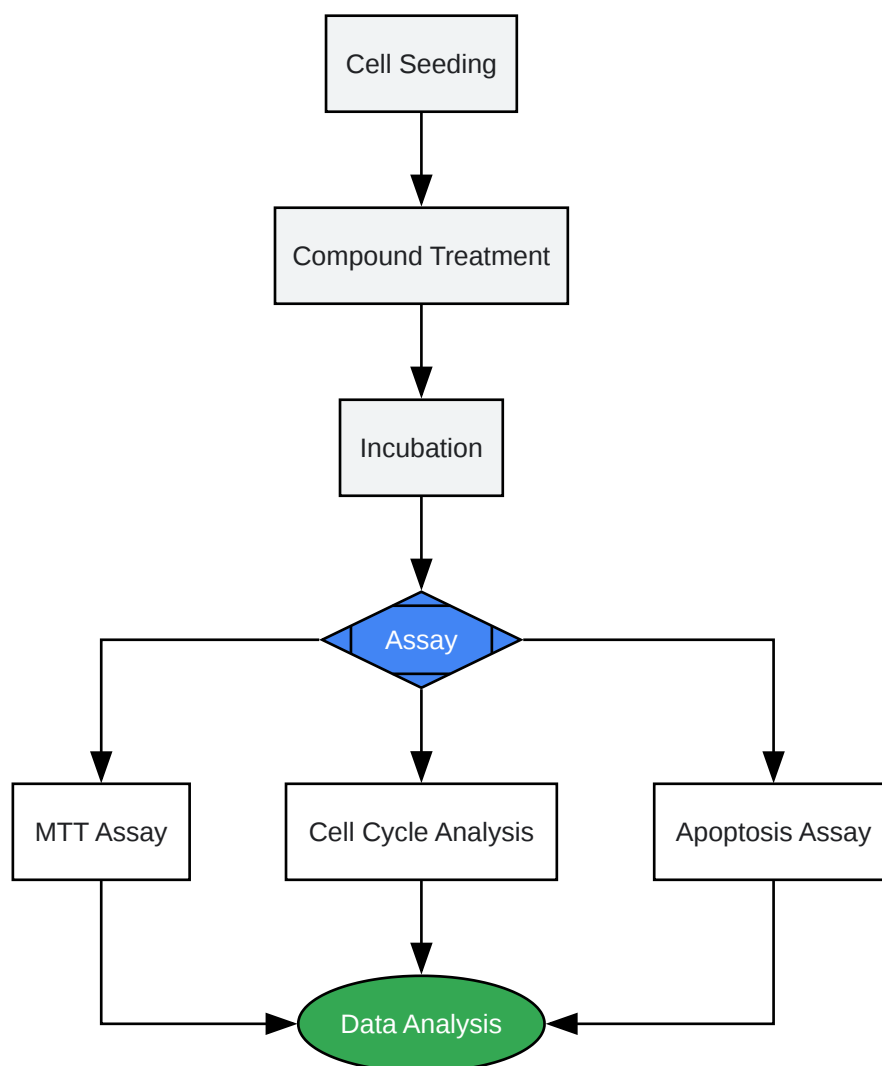 Cell Seeding
Compound Treatment
Incubation
Assay
MTT Assay
Cell Cycle Analysis
Apoptosis Assay
Data Analysis